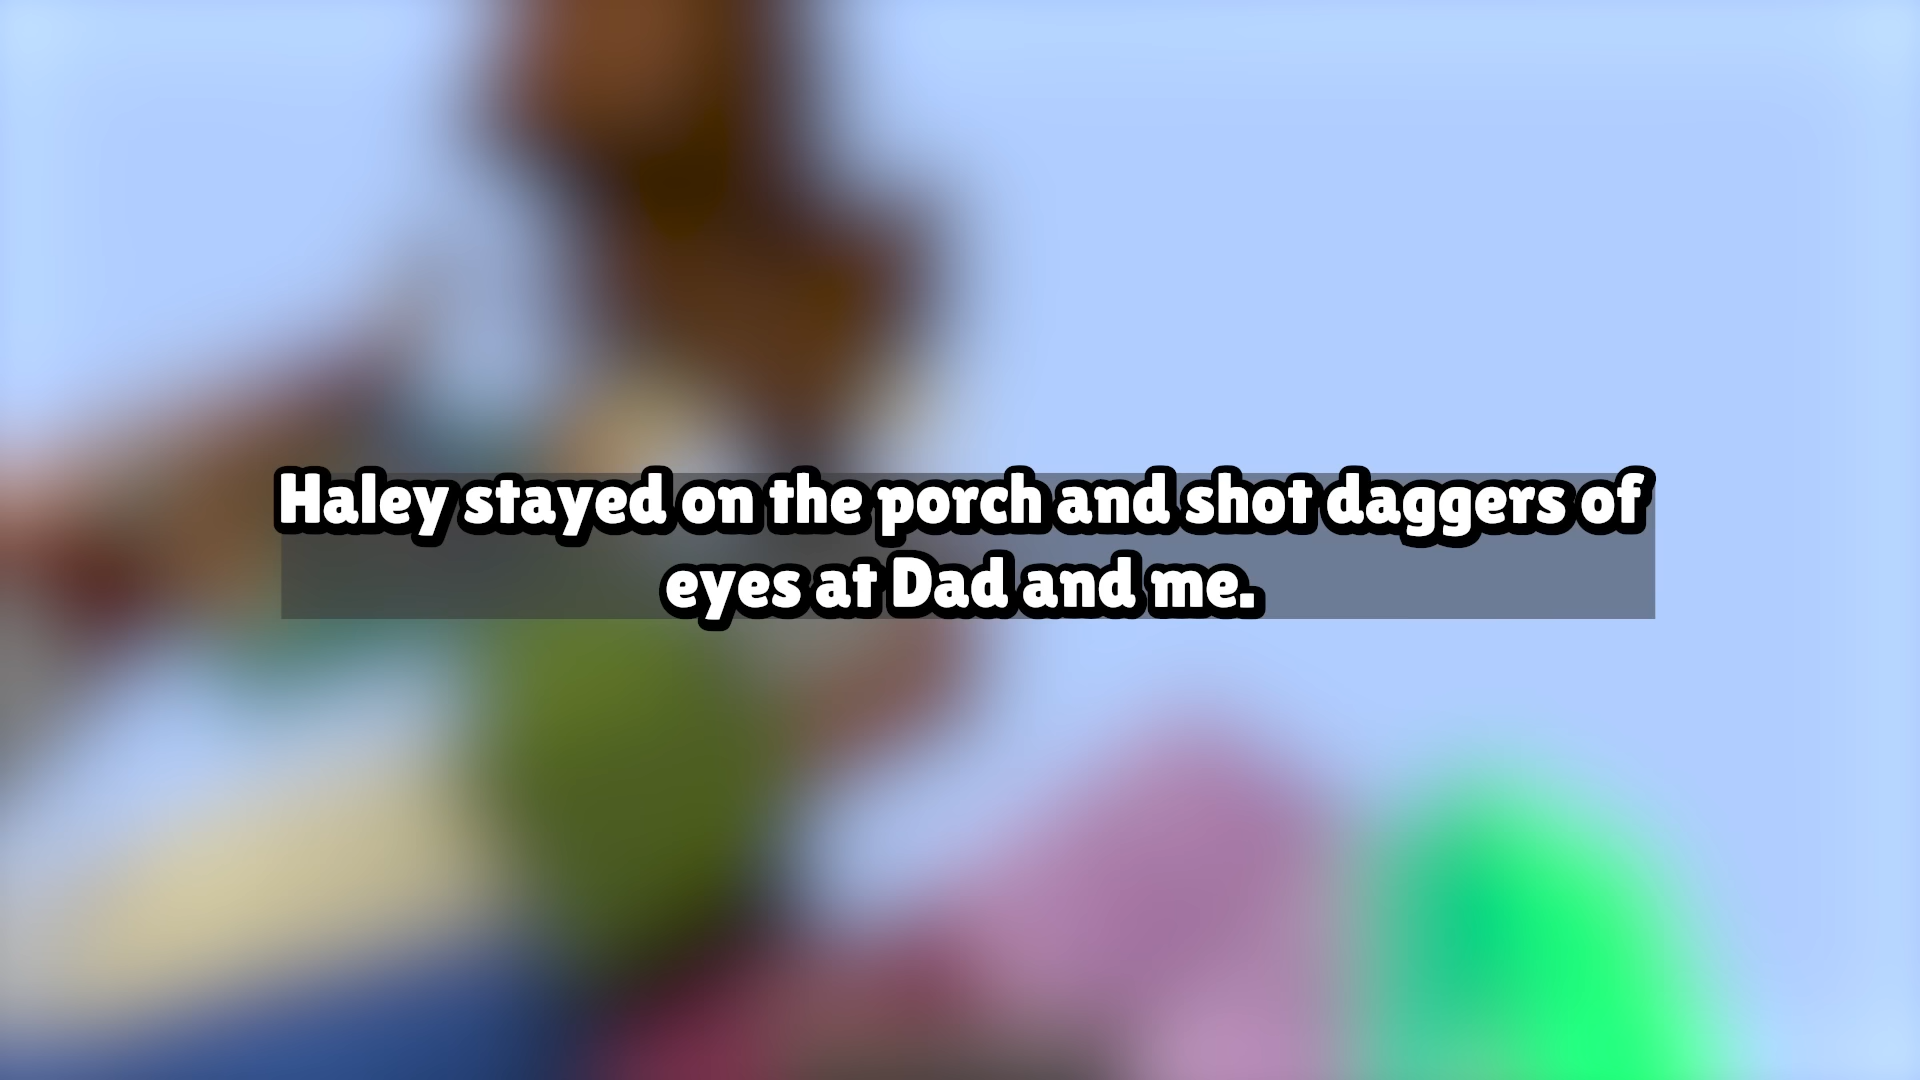 Haley stayed on the porch and shot daggers of
eyes at Dad and me.